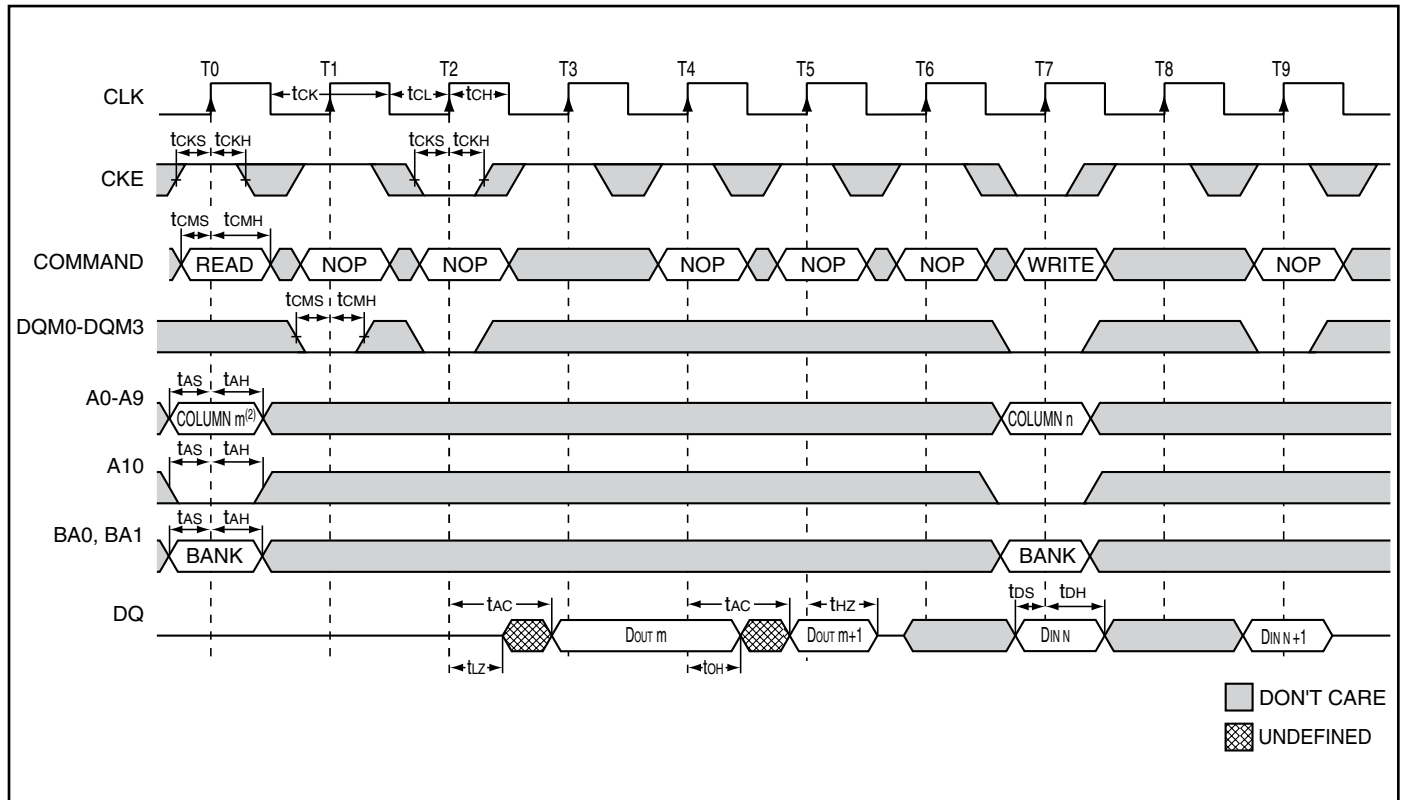 T0 T1 T2 T3 T4 T5 T6 T7 T8 T9
CLK tCK tCL tCH
tCKS tCKH tCKS tCKH
CKE
tCMS tCMH
COMMAND READ NOP NOP NOP NOP NOP WRITE NOP
tCMS tCMH
DQM0-DQM3
tAS tAH
A0-A9 COLUMN m(2) COLUMN n
tAS tAH
A10
tAS tAH
BA0, BA1 BANK BANK
tAC tAC tHZ tDS tDH
DQ DOUT m DOUT m+1 DIN N DIN N+1
tLZ tOH
DON'T CARE
UNDEFINED